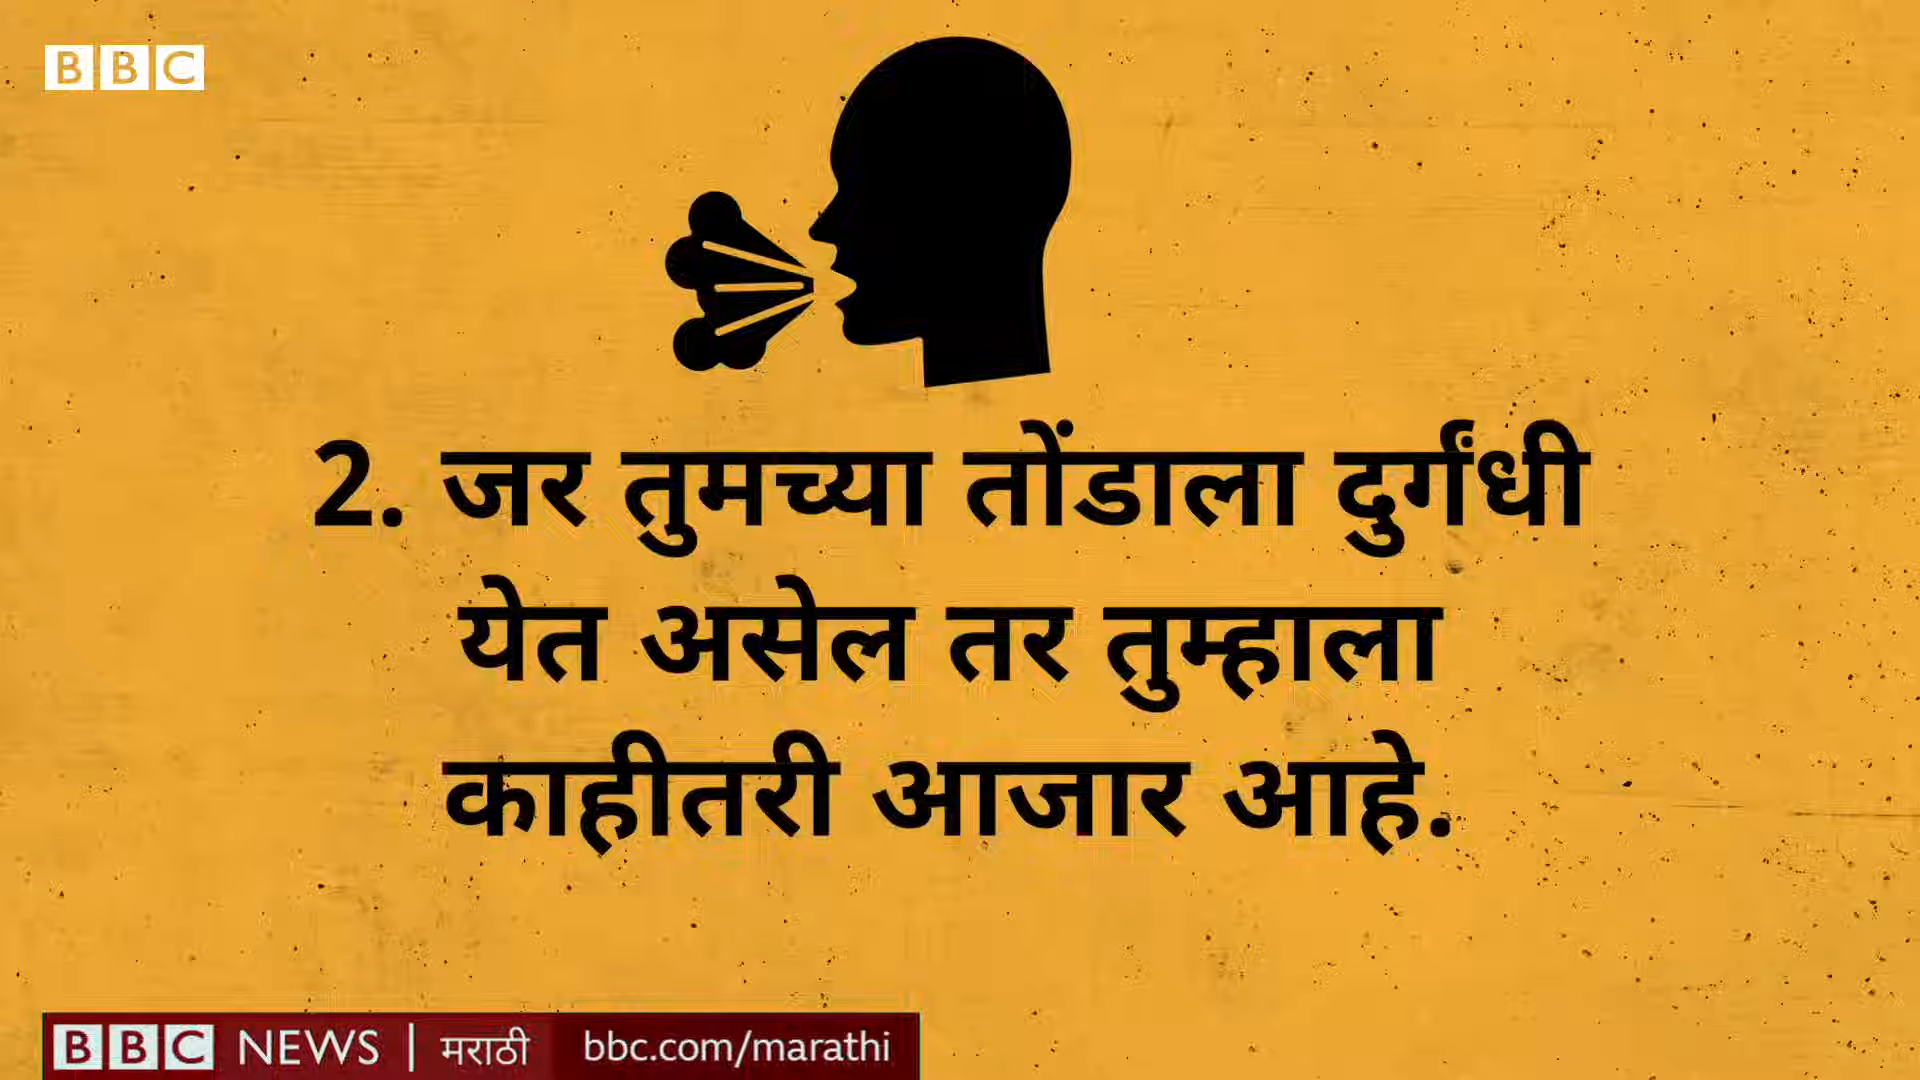 BBC
2. जर तुमच्या तोंडाला दुर्गंधी
येत असेल तर तुम्हाला
काहीतरी आजार आहे.
BBC NEWS | मराठी bbc.com/marathi